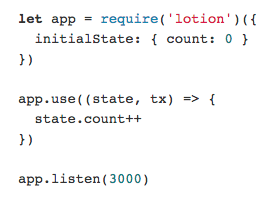 let app = require('lotion')({
  initialState: { count: 0 }
})

app.use((state, tx) => {
  state.count++
})

app.listen(3000)